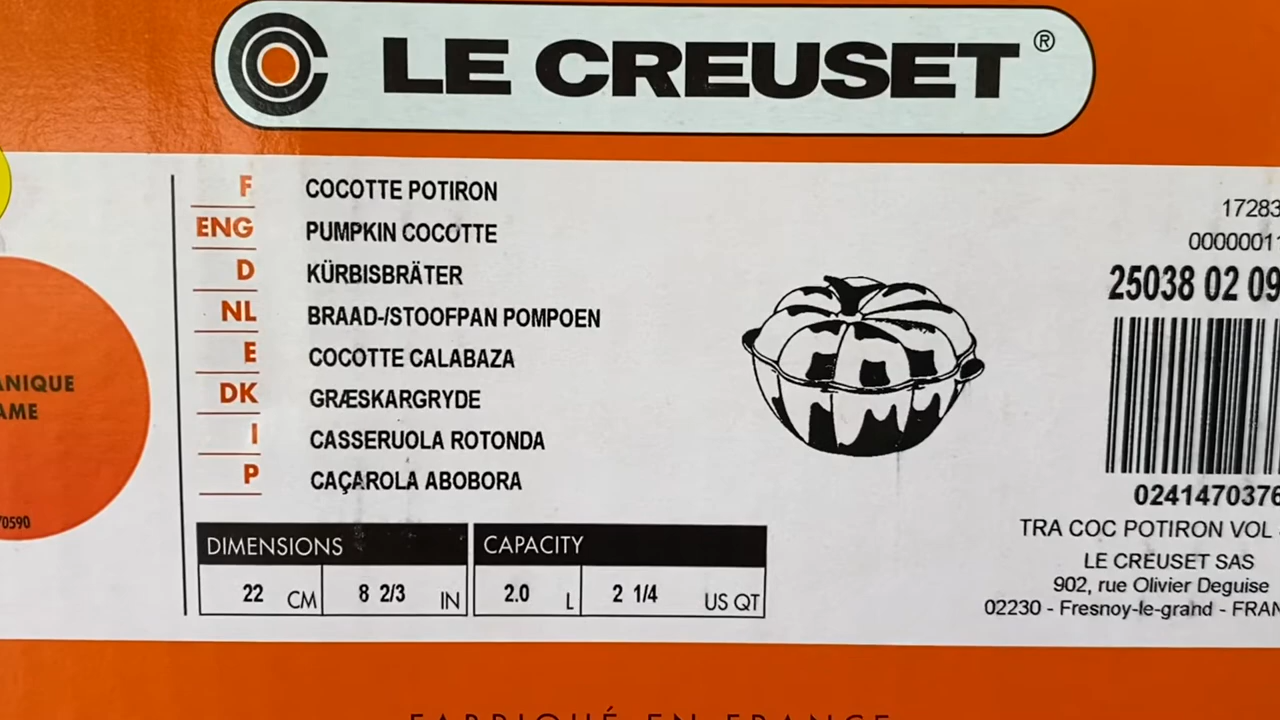 LE CREUSET ®
F COCOTTE POTIRON
ENG PUMPKIN COCOTTE
D KÜRBISBRÄTER
NL BRAAD-/STOOFPAN POMPOEN
E COCOTTE CALABAZA
DK GRÆSKARGRYDE
I CASSERUOLA ROTONDA
P CAÇAROLA ABOBORA
DIMENSIONS
22 CM 8 2/3 IN
CAPACITY
2.0 L 2 1/4 US QT
17283
0000001
25038 02 09
0241470376
TRA COC POTIRON VOL
LE CREUSET SAS
902, rue Olivier Deguise
02230 - Fresnoy-le-grand - FRAN
ANIQUE
AME
70590
FABRIQUÉ EN FRANCE